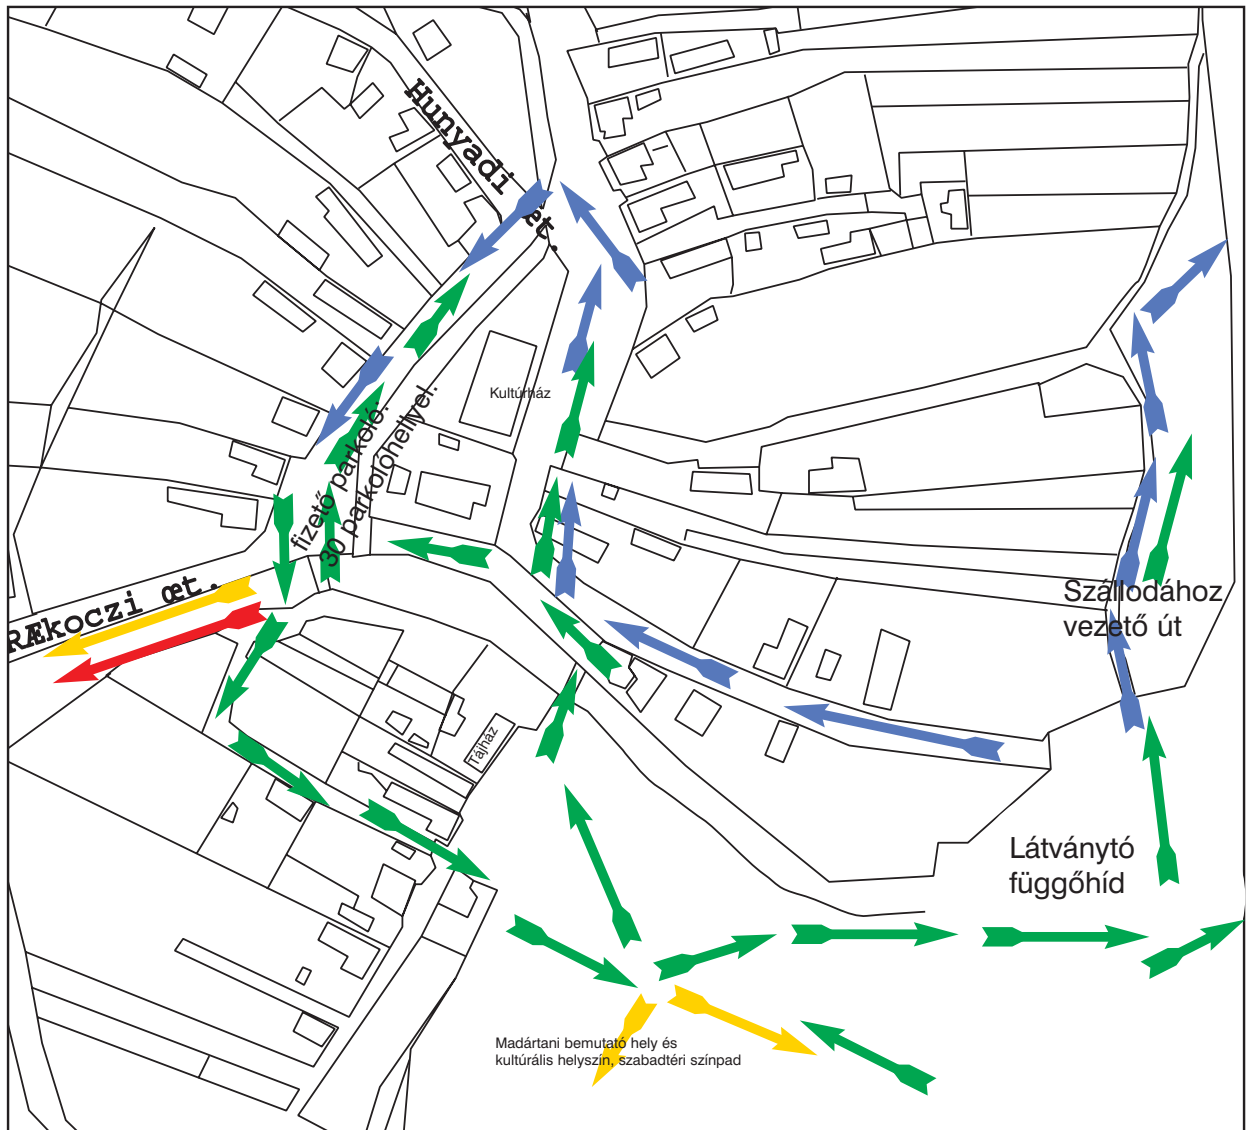 Hunyadi œt.
Kultúrház
fizető parkoló:
30 parkolóhellyel.
RÆkoczi œt.
Szállodához
vezető út
Tájház
Látványtó
függőhíd
Madártani bemutató hely és
kultúrális helyszín, szabadtéri színpad